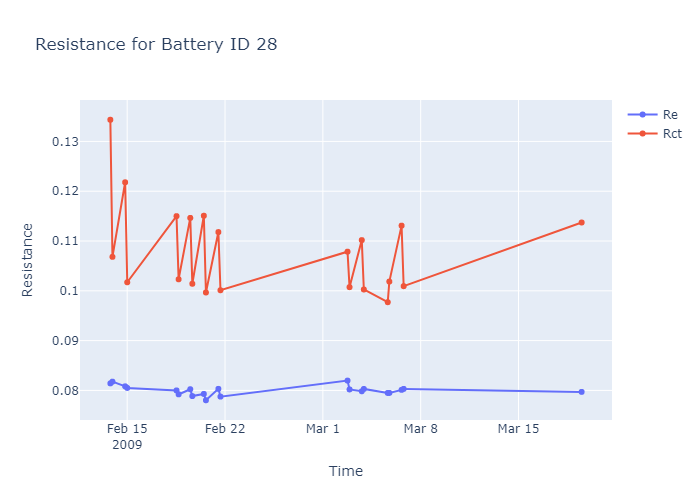 Resistance for Battery ID 28
Re
Rct
0.13
0.12
0.11
0.1
0.09
0.08
Resistance
Feb 15
2009
Feb 22
Mar 1
Mar 8
Mar 15
Time